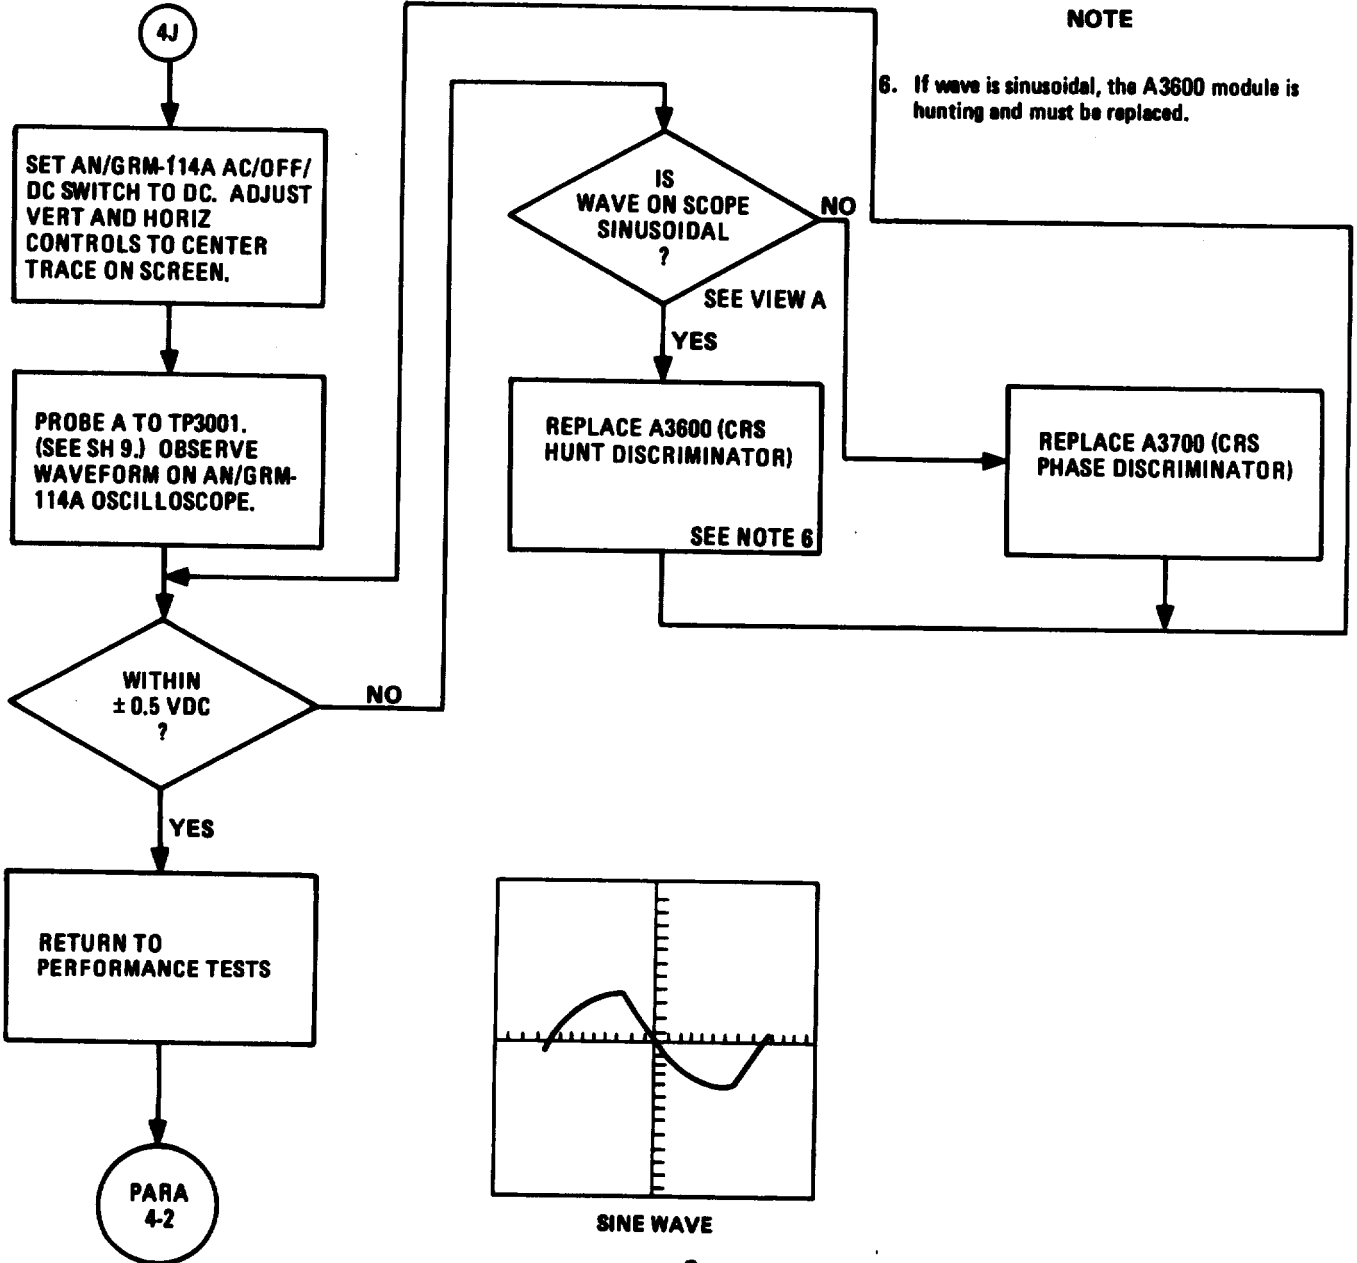 4J
SET AN/GRM-114A AC/OFF/
DC SWITCH TO DC. ADJUST
VERT AND HORIZ
CONTROLS TO CENTER
TRACE ON SCREEN.
PROBE A TO TP3001.
(SEE SH 9.) OBSERVE
WAVEFORM ON AN/GRM-
114A OSCILLOSCOPE.
WITHIN
± 0.5 VDC
?
NO
YES
RETURN TO
PERFORMANCE TESTS
PARA
4-2
IS
WAVE ON SCOPE
SINUSOIDAL
?
NO
SEE VIEW A
YES
REPLACE A3600 (CRS
HUNT DISCRIMINATOR)
SEE NOTE 6
REPLACE A3700 (CRS
PHASE DISCRIMINATOR)
NOTE
6. If wave is sinusoidal, the A3600 module is
hunting and must be replaced.
SINE WAVE